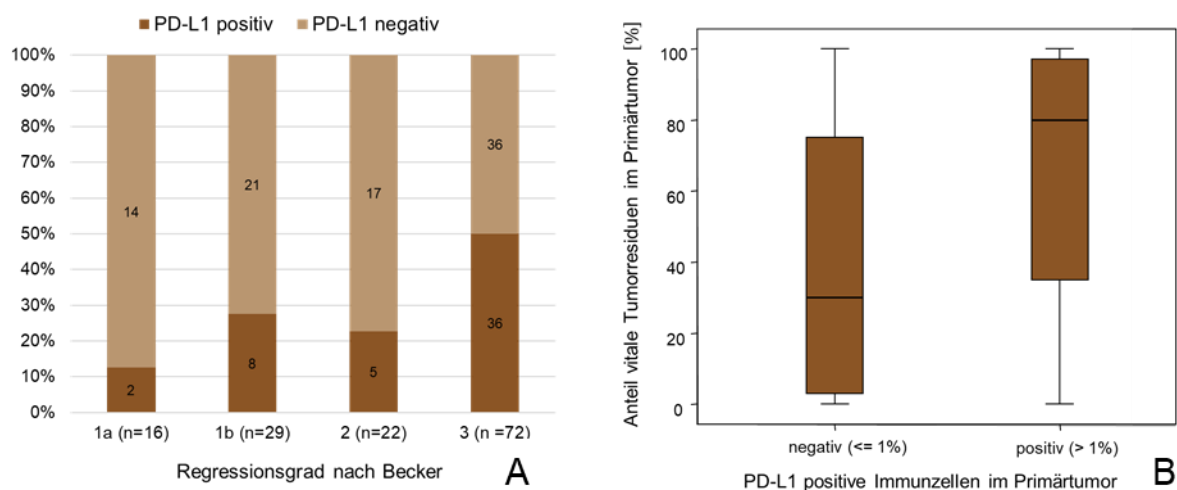 PD-L1 positiv PD-L1 negativ
100%
90%
80%
70%
60%
50%
40%
30%
20%
10%
0%
14 21 17 36
2 8 5 36
1a (n=16) 1b (n=29) 2 (n=22) 3 (n =72)
Regressionsgrad nach Becker
A
Anteil vitale Tumorresiduen im Primärtumor [%]
100
80
60
40
20
0
negativ (<= 1%) positiv (> 1%)
PD-L1 positive Immunzellen im Primärtumor
B